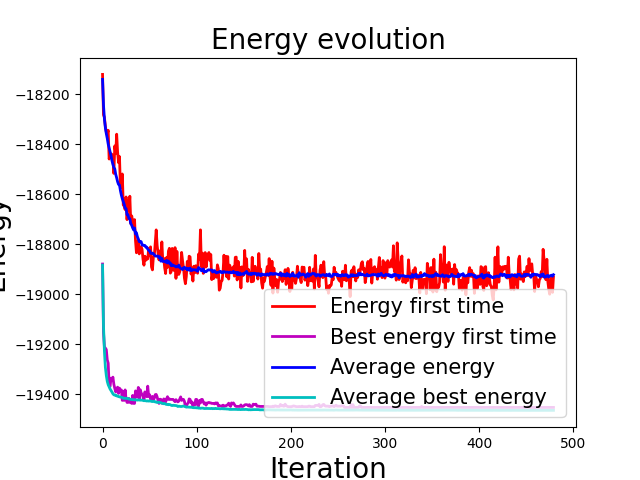 Energy evolution
Energy
−18200
−18400
−18600
−18800
−19000
−19200
−19400
Energy first time
Best energy first time
Average energy
Average best energy
0 100 200 300 400 500
Iteration